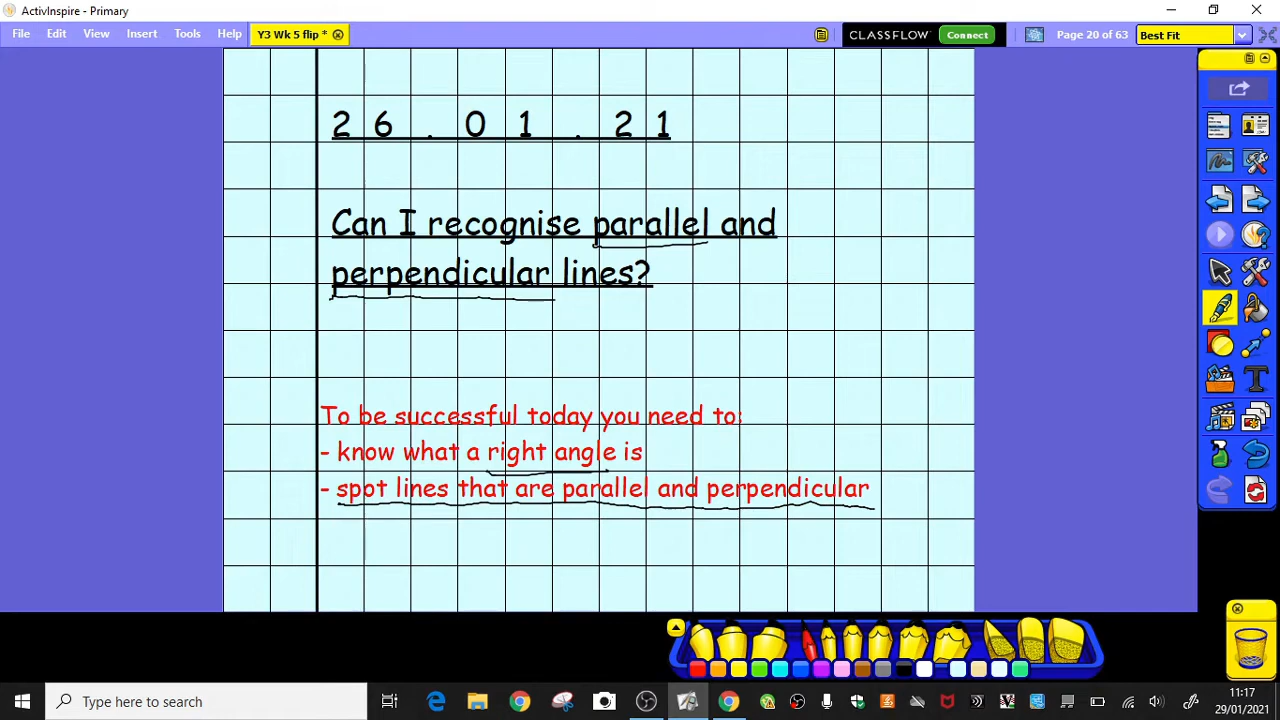 ActivInspire - Primary
File Edit View Insert Tools Help Y3 Wk 5 flip * CLASSFLOW Connect Page 20 of 63 Best Fit
26.01.21
Can I recognise parallel and
perpendicular lines?
To be successful today you need to:
- know what a right angle is
- spot lines that are parallel and perpendicular
Type here to search
11:17
29/01/2021